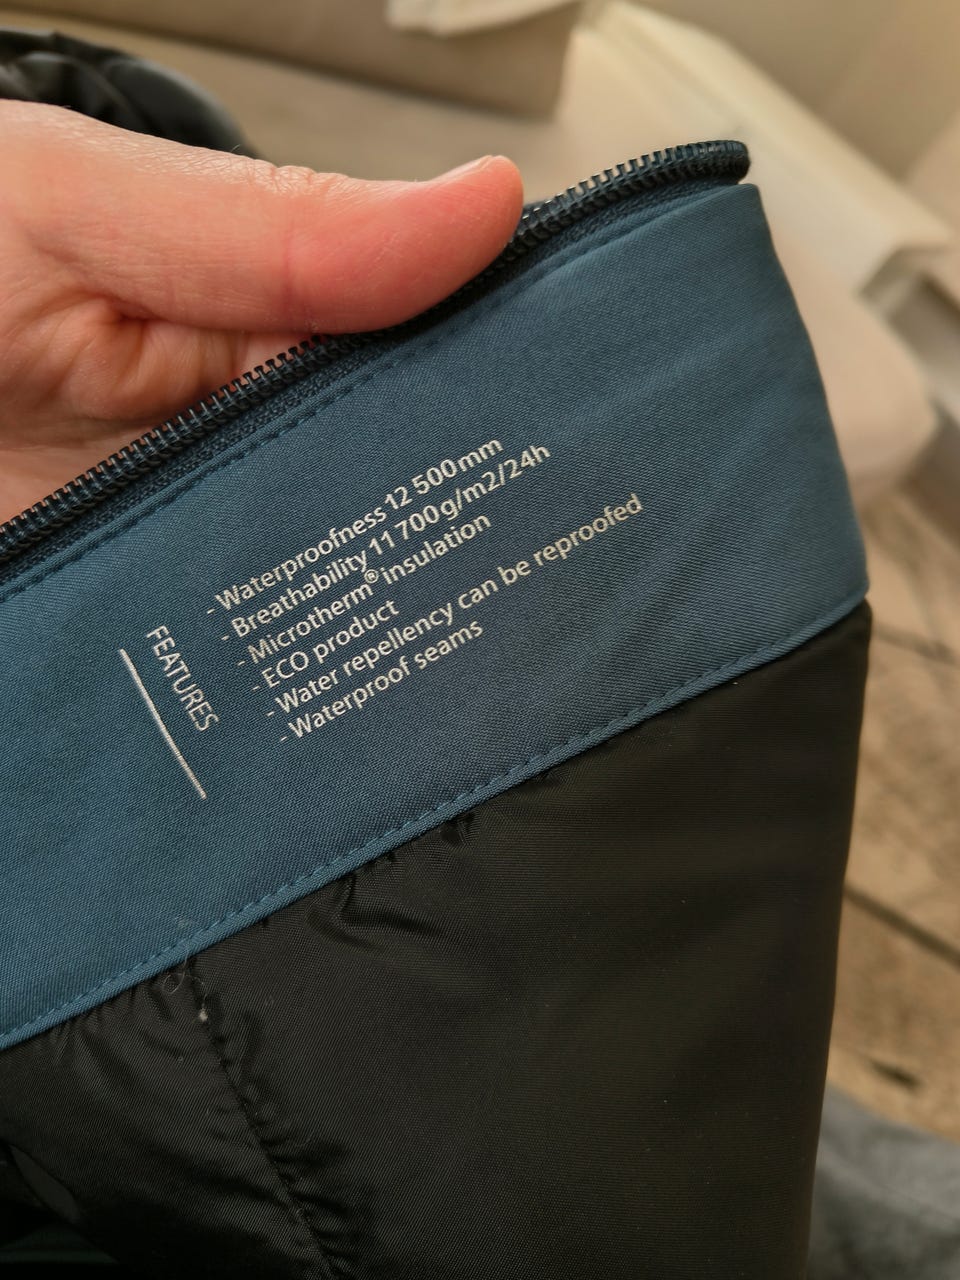 FEATURES
- Waterproofness 12 500mm
- Breathability 11 700g/m2/24h
- Microtherm® insulation
- ECO product
- Water repellency can be reproofed
- Waterproof seams